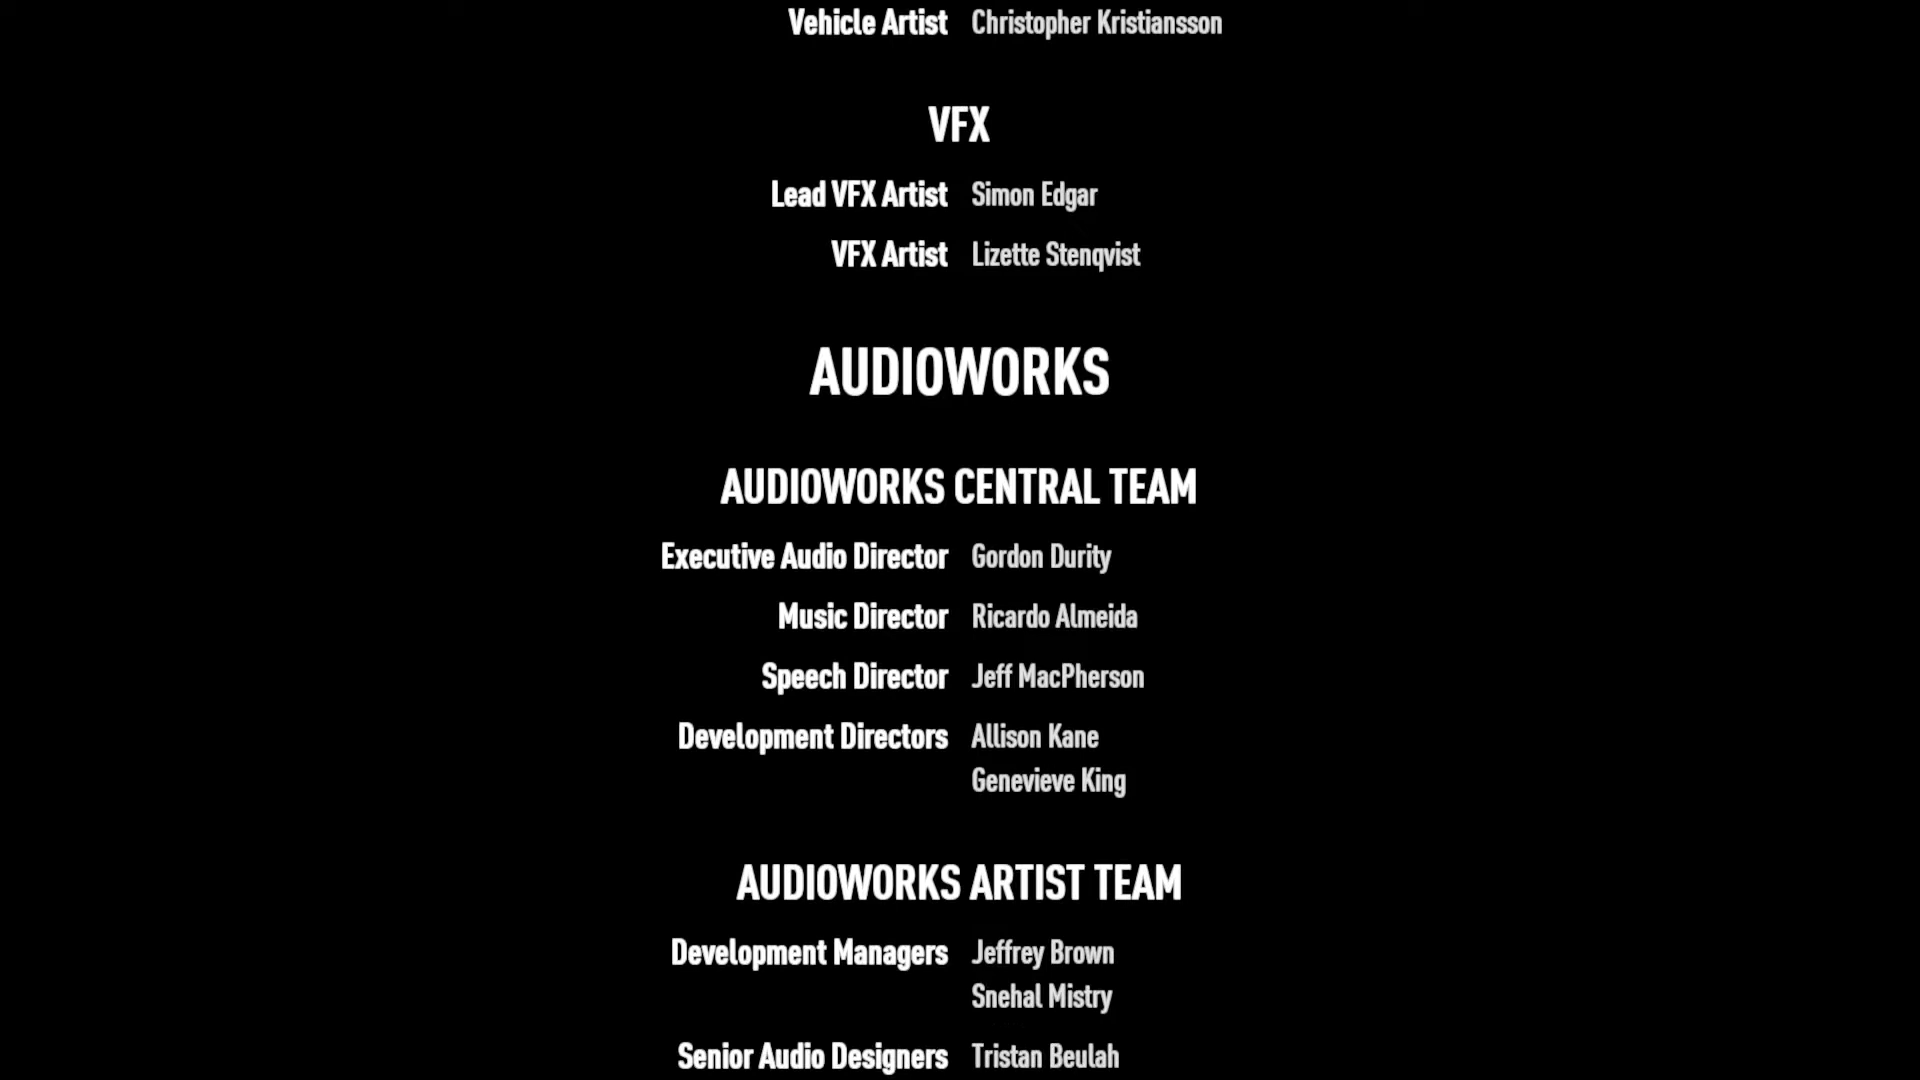 Vehicle Artist Christopher Kristiansson
VFX
Lead VFX Artist Simon Edgar
VFX Artist Lizette Stenqvist
AUDIOWORKS
AUDIOWORKS CENTRAL TEAM
Executive Audio Director Gordon Durity
Music Director Ricardo Almeida
Speech Director Jeff MacPherson
Development Directors Allison Kane
Genevieve King
AUDIOWORKS ARTIST TEAM
Development Managers Jeffrey Brown
Snehal Mistry
Senior Audio Designers Tristan Beulah